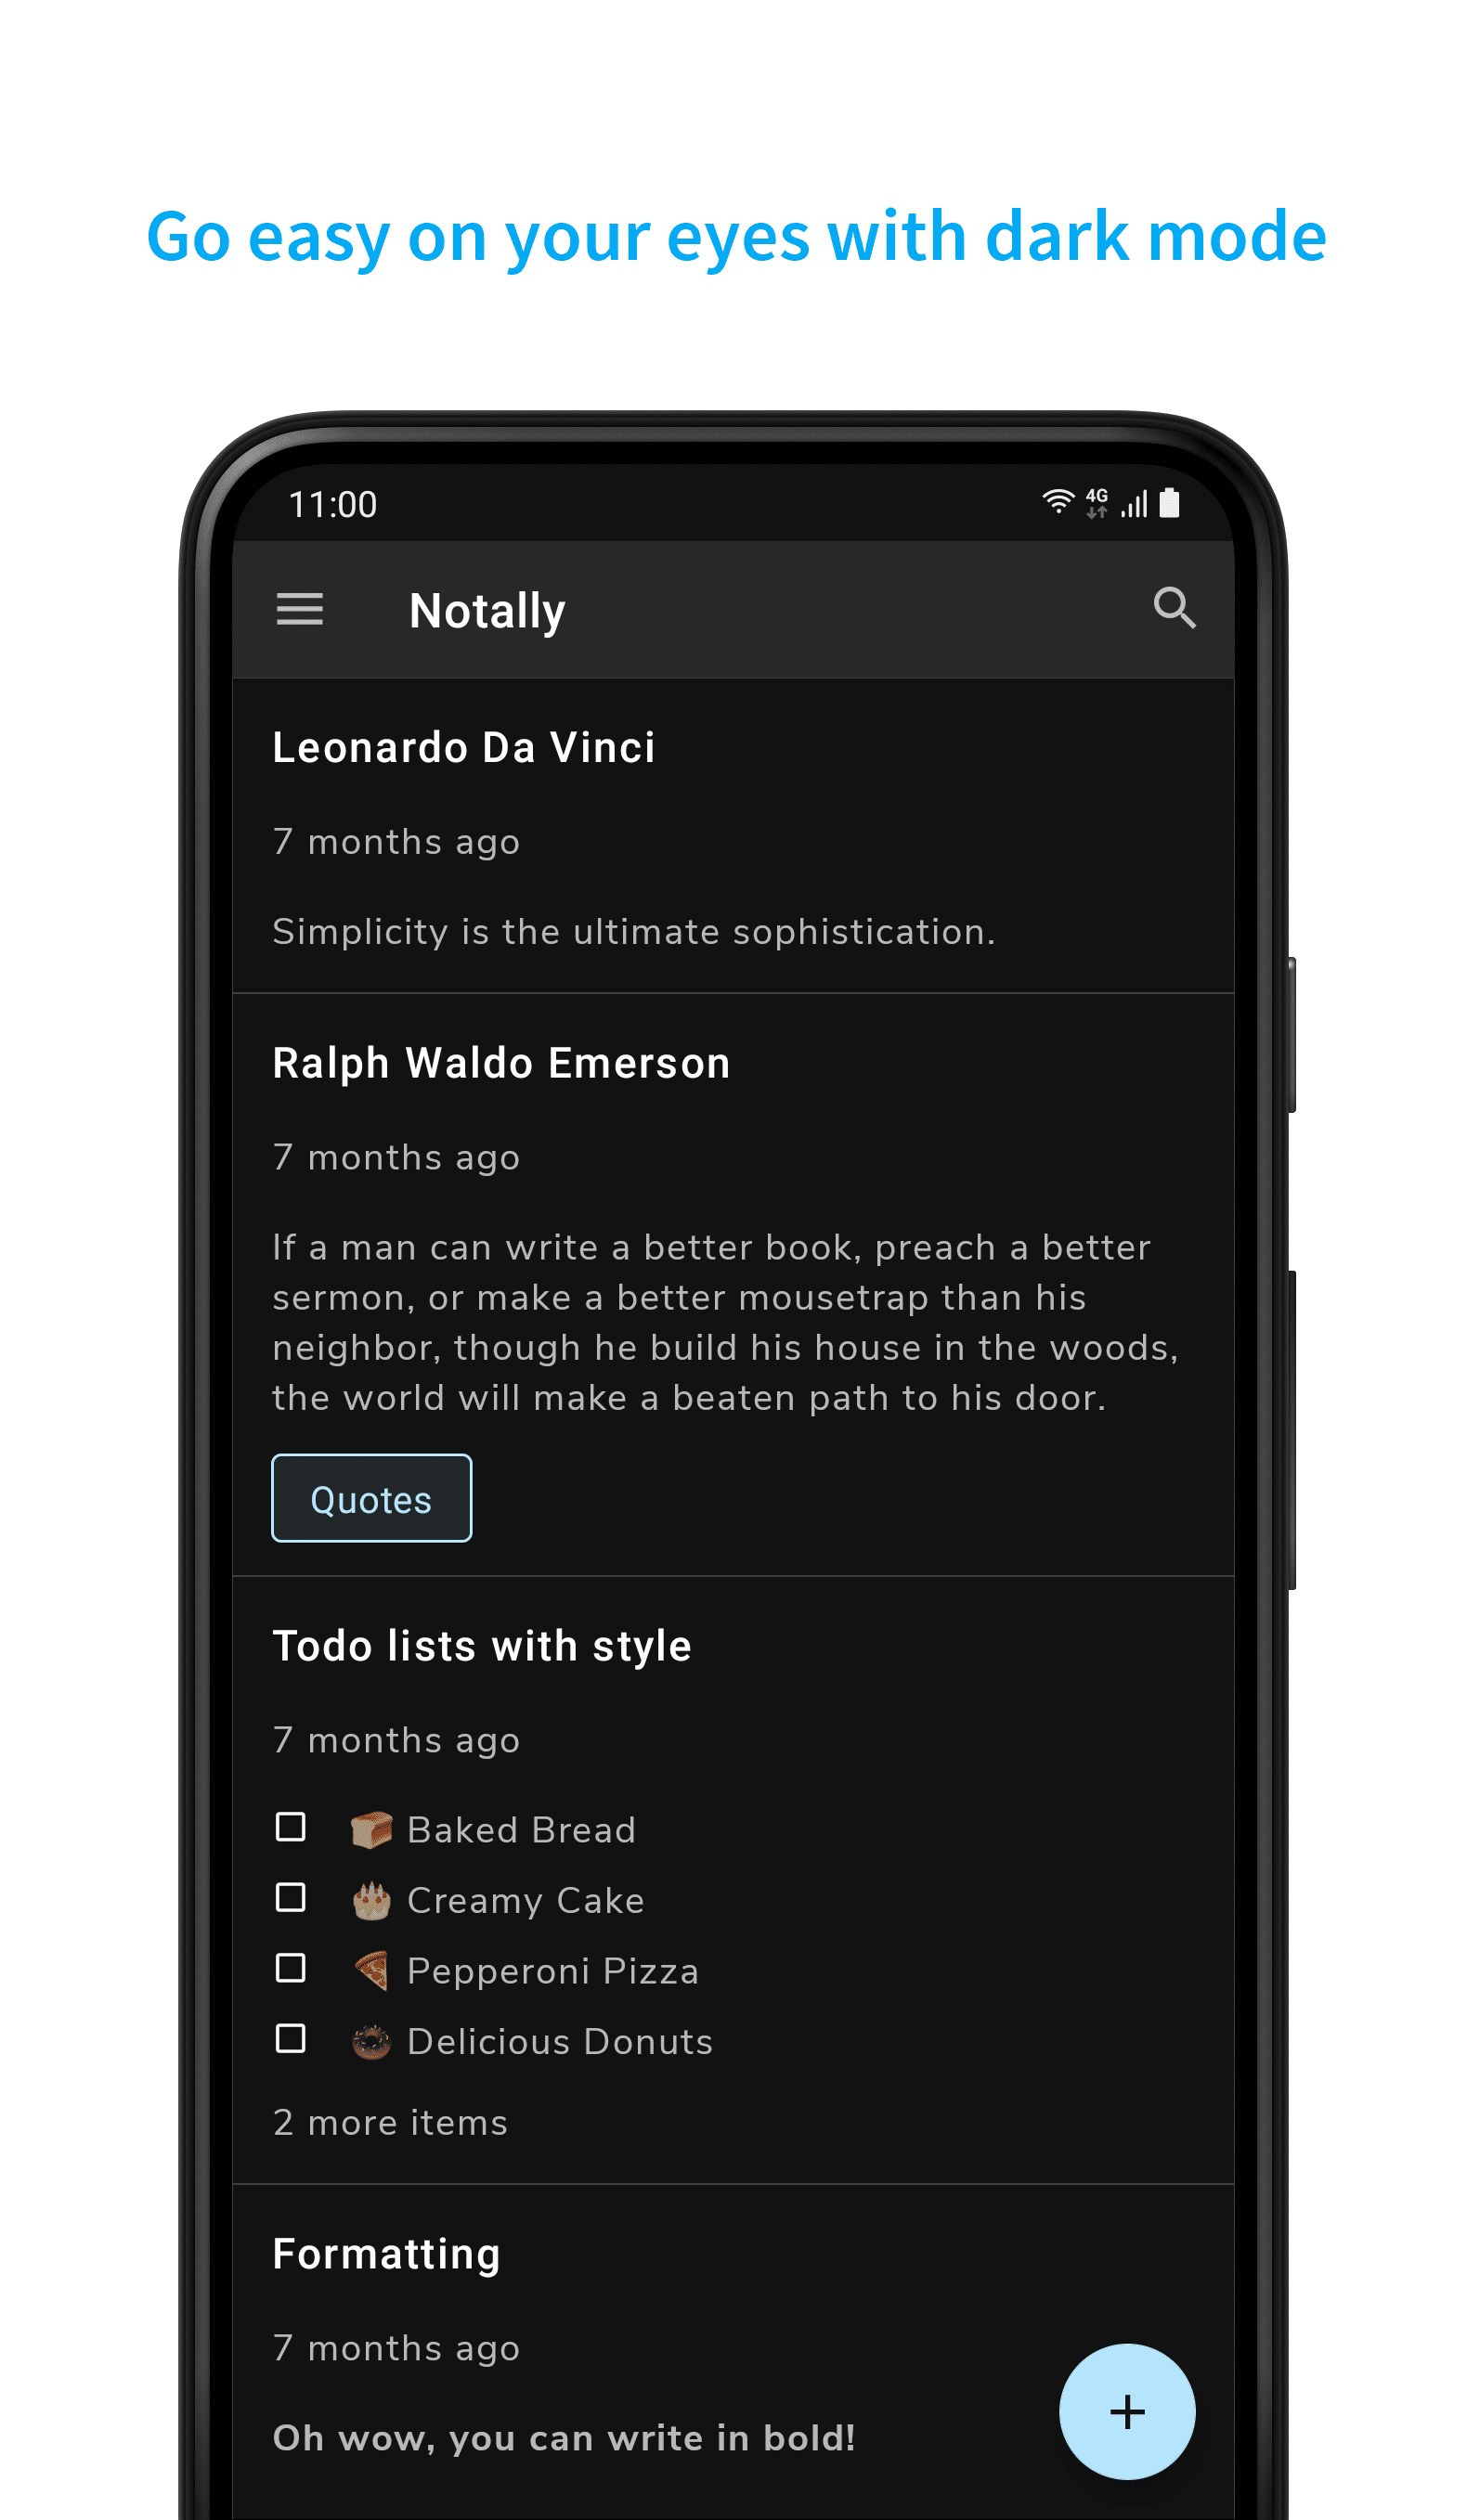 Go easy on your eyes with dark mode
11:00
4G
Notally
Leonardo Da Vinci
7 months ago
Simplicity is the ultimate sophistication.
Ralph Waldo Emerson
7 months ago
If a man can write a better book, preach a better
sermon, or make a better mousetrap than his
neighbor, though he build his house in the woods,
the world will make a beaten path to his door.
Quotes
Todo lists with style
7 months ago
🍞 Baked Bread
🎂 Creamy Cake
🍕 Pepperoni Pizza
🍩 Delicious Donuts
2 more items
Formatting
7 months ago
Oh wow, you can write in bold!